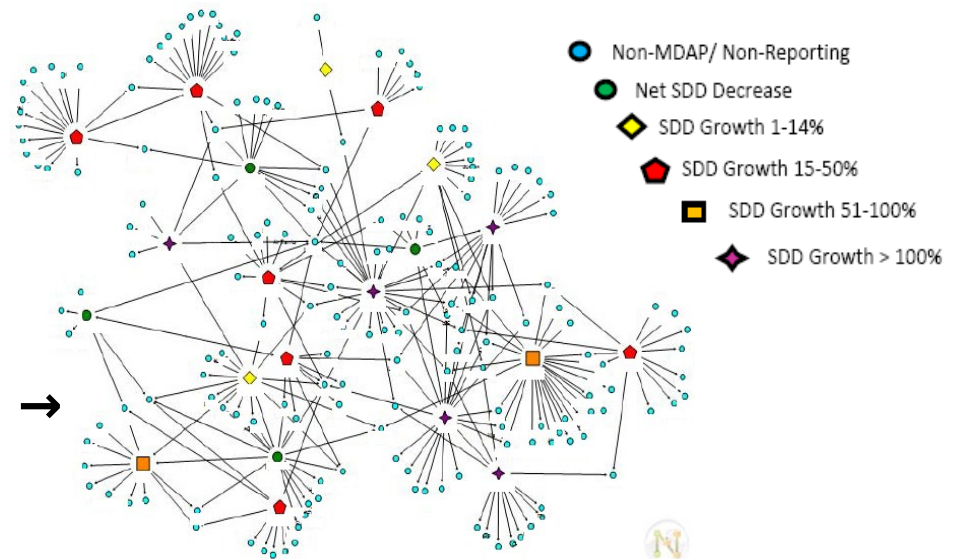 Non-MDAP/ Non-Reporting
Net SDD Decrease
SDD Growth 1-14%
SDD Growth 15-50%
SDD Growth 51-100%
SDD Growth > 100%
N